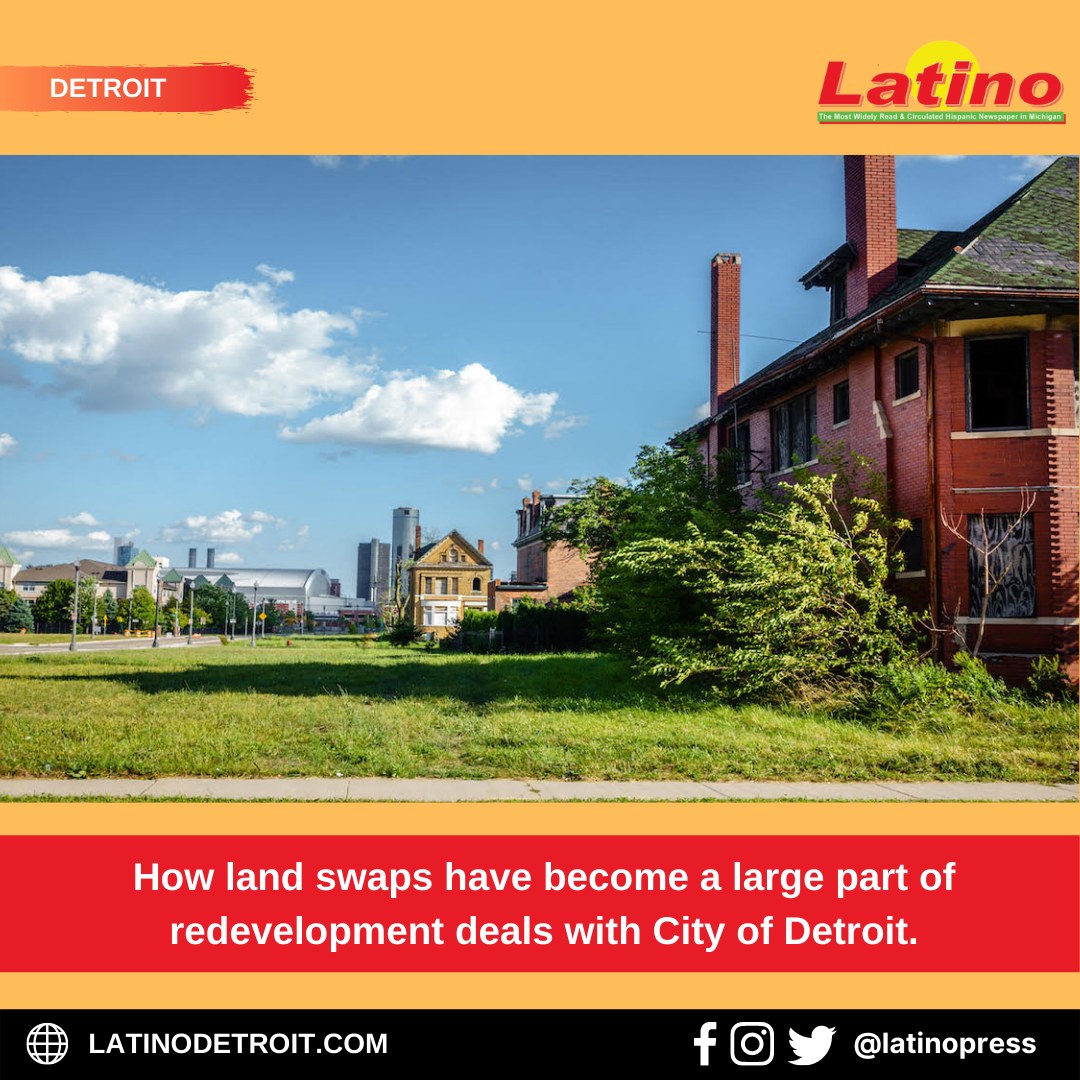 DETROIT
Latino
The Most Widely Read & Circulated Hispanic Newspaper in Michigan
How land swaps have become a large part of
redevelopment deals with City of Detroit.
LATINODETROIT.COM
@latinopress